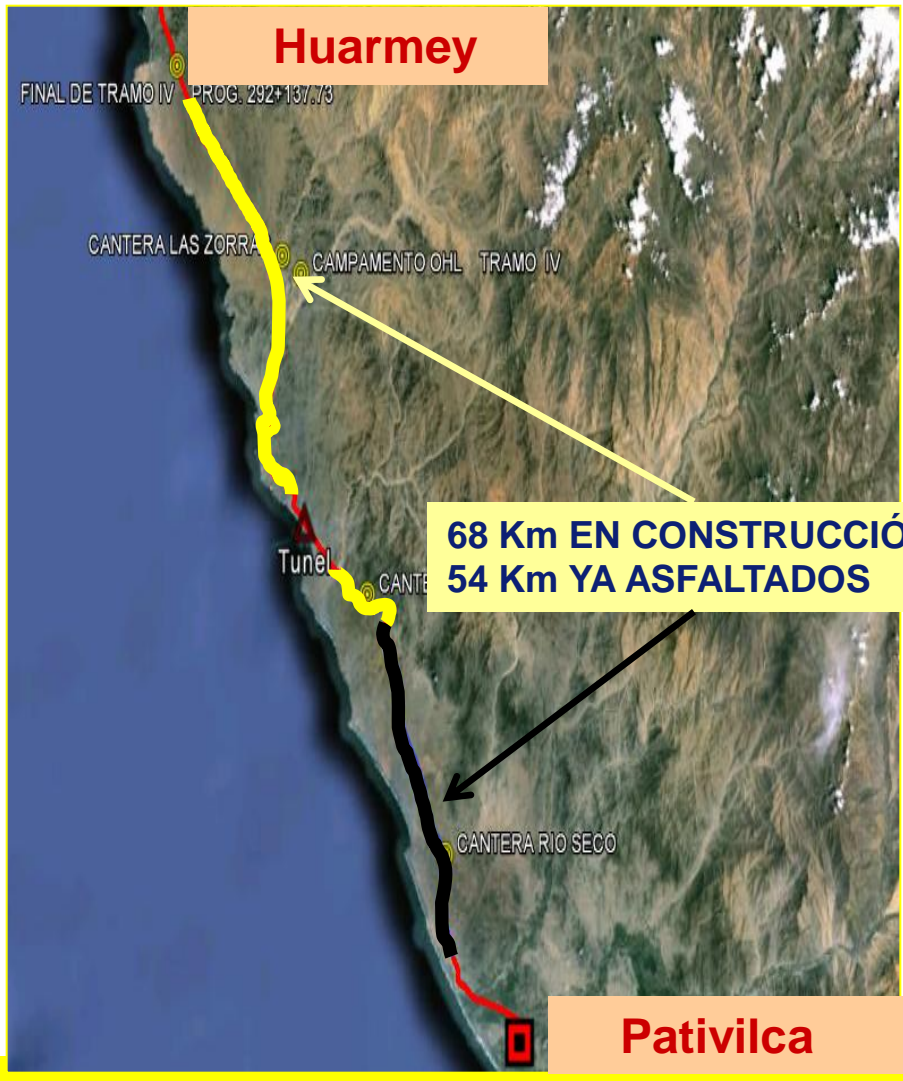 Huarmey
FINAL DE TRAMO IV PROG. 292+137.73
CANTERA LAS ZORRA
CAMPAMENTO OHL TRAMO IV
68 Km EN CONSTRUCCIÓ
54 Km YA ASFALTADOS
Tunel
CANTE
CANTERA RIO SECO
Pativilca